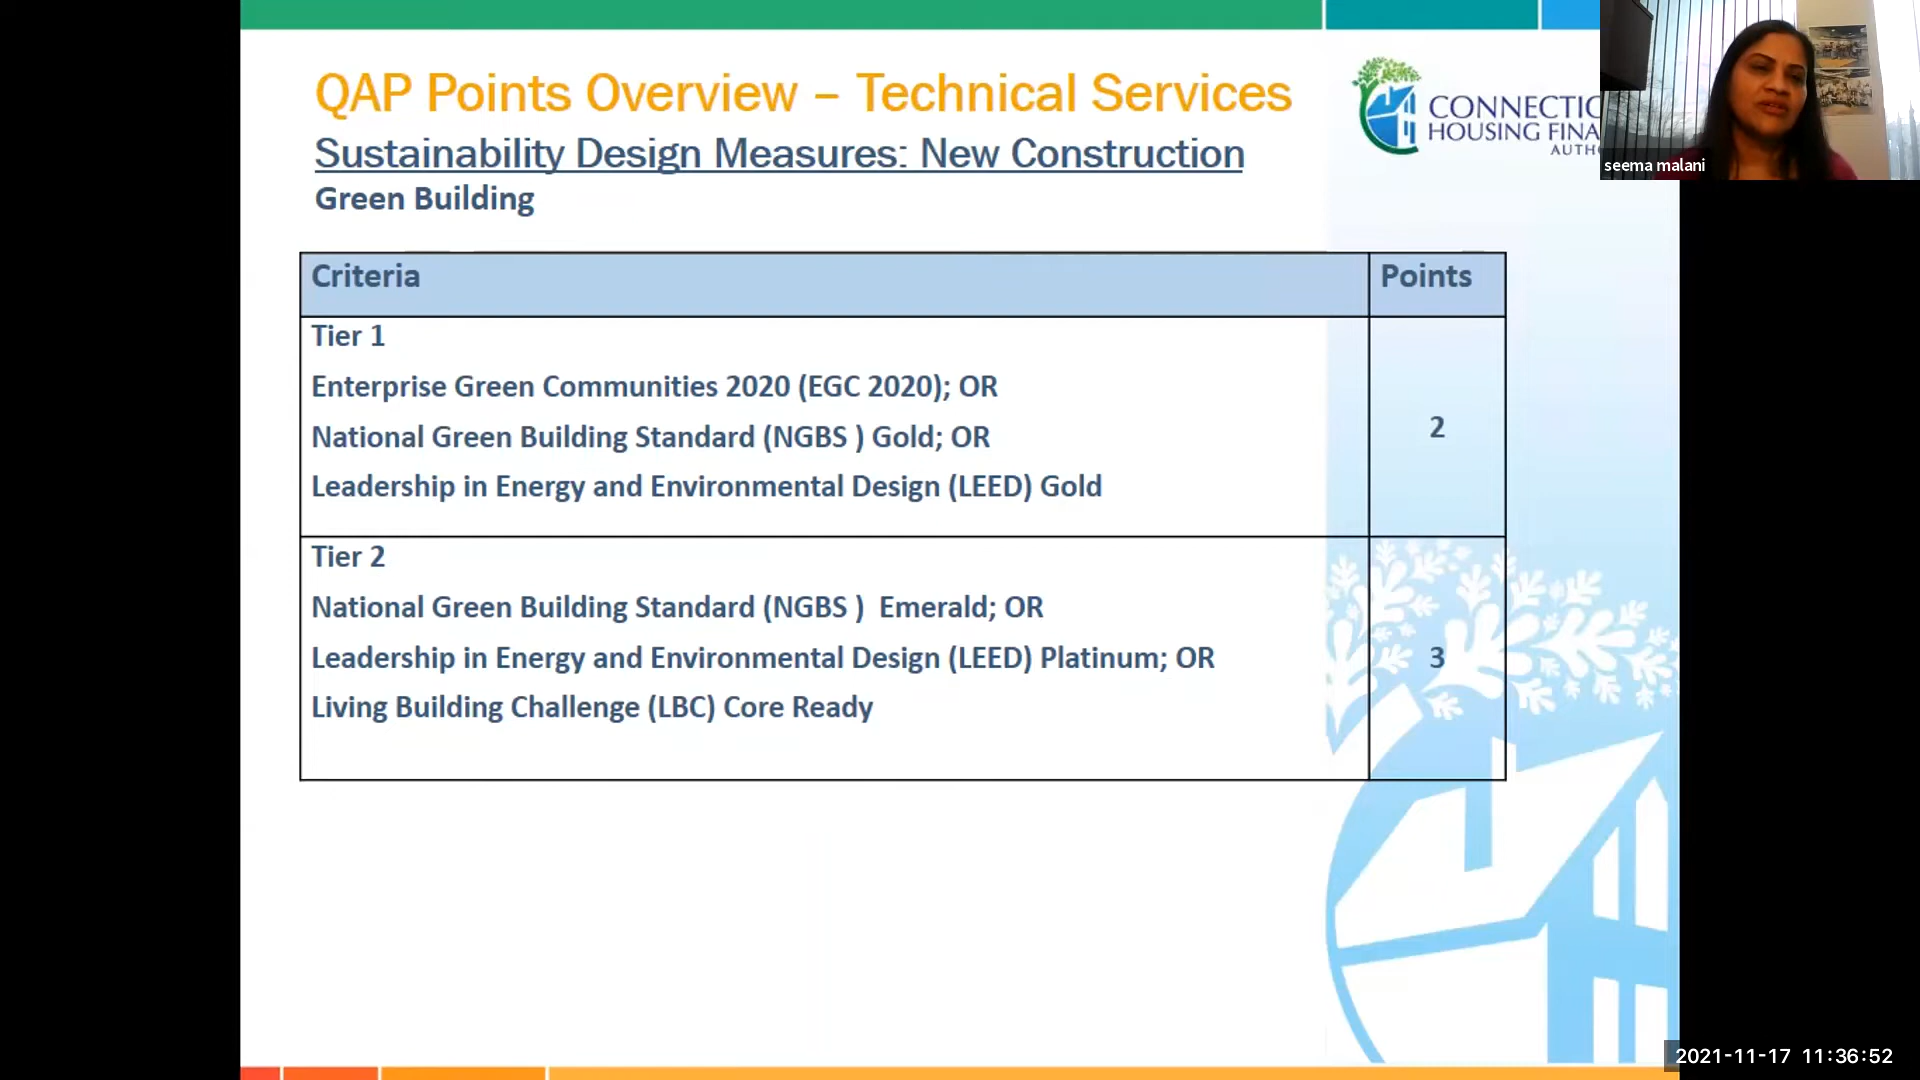 QAP Points Overview – Technical Services
Sustainability Design Measures: New Construction
Green Building
CONNECTIC
HOUSING FINA
AUTHO
seema malani
Criteria
Points
Tier 1
Enterprise Green Communities 2020 (EGC 2020); OR
National Green Building Standard (NGBS ) Gold; OR
Leadership in Energy and Environmental Design (LEED) Gold
2
Tier 2
National Green Building Standard (NGBS ) Emerald; OR
Leadership in Energy and Environmental Design (LEED) Platinum; OR
Living Building Challenge (LBC) Core Ready
3
2021-11-17 11:36:52